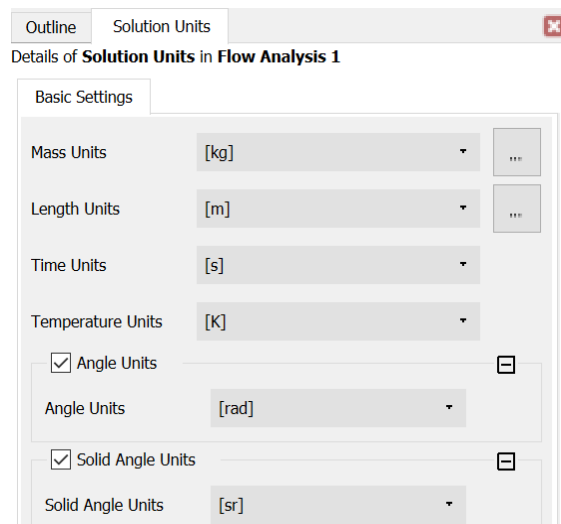 Outline Solution Units
Details of Solution Units in Flow Analysis 1
Basic Settings
Mass Units [kg] ...
Length Units [m] ...
Time Units [s]
Temperature Units [K]
Angle Units
Angle Units [rad]
Solid Angle Units
Solid Angle Units [sr]